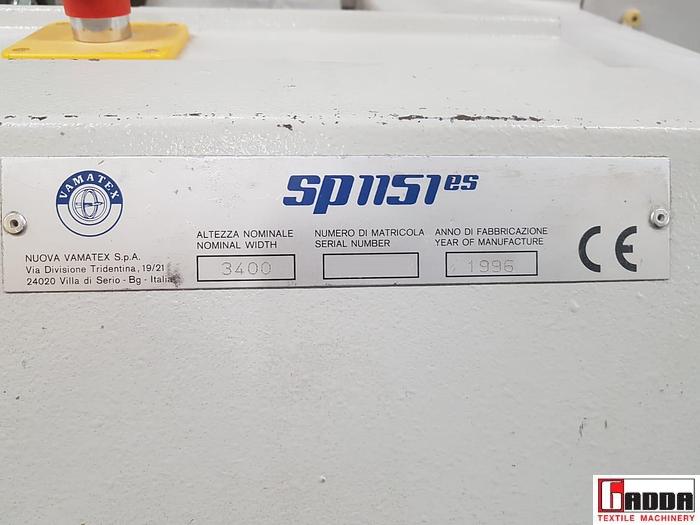 VAMATEX
SP1151es
NUOVA VAMATEX S.p.A.
Via Divisione Tridentina, 19/21
24020 Villa di Serio - Bg - Italia
ALTEZZA NOMINALE
NOMINAL WIDTH
3400
NUMERO DI MATRICOLA
SERIAL NUMBER
ANNO DI FABBRICAZIONE
YEAR OF MANUFACTURE
1996
CE
GADDA
TEXTILE MACHINERY